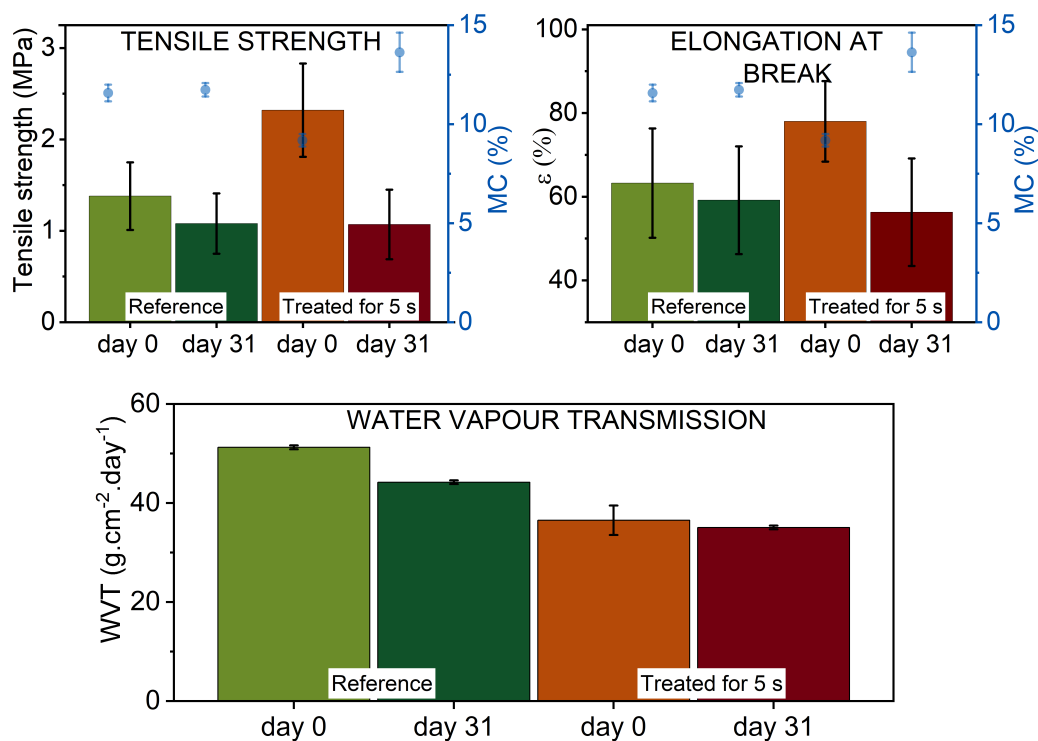 TENSILE STRENGTH
Tensile strength (MPa)
3
2
1
0
15
10
5
0
MC (%)
Reference
Treated for 5 s
day 0
day 31
day 0
day 31
ELONGATION AT
BREAK
ε (%)
100
80
60
40
15
10
5
0
MC (%)
Reference
Treated for 5 s
day 0
day 31
day 0
day 31
WATER VAPOUR TRANSMISSION
WVT (g.cm⁻².day⁻¹)
60
40
20
0
Reference
Treated for 5 s
day 0
day 31
day 0
day 31